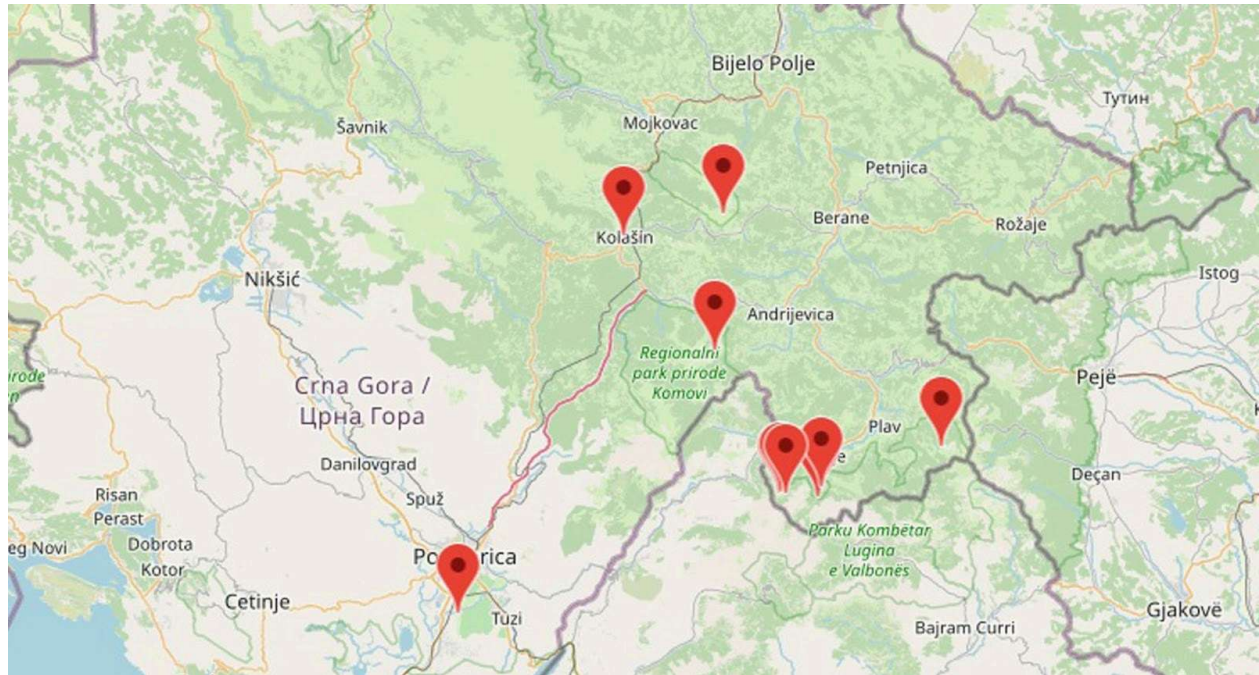 Bijelo Polje
Тутин
Šavnik
Mojkovac
Petnjica
Berane
Rožaje
Kolašin
Istog
Nikšić
Andrijevica
Regionalni
park prirode
Komovi
Pejë
Crna Gora /
Црна Гора
Plav
Danilovgrad
Deçan
Risan
Perast
Spuž
Parku Kombëtar
Lugina
e Valbonës
Dobrota
Kotor
Cetinje
Tuzi
Bajram Curri
Gjakovë